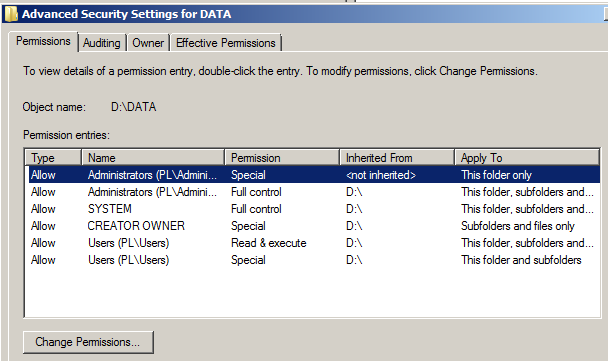 Advanced Security Settings for DATA
Permissions Auditing Owner Effective Permissions
To view details of a permission entry, double-click the entry. To modify permissions, click Change Permissions.
Object name: D:\DATA
Permission entries:
Type Name Permission Inherited From Apply To
Allow Administrators (PL\Admini... Special <not inherited> This folder only
Allow Administrators (PL\Admini... Full control D:\ This folder, subfolders and...
Allow SYSTEM Full control D:\ This folder, subfolders and...
Allow CREATOR OWNER Special D:\ Subfolders and files only
Allow Users (PL\Users) Read & execute D:\ This folder, subfolders and...
Allow Users (PL\Users) Special D:\ This folder and subfolders
Change Permissions...